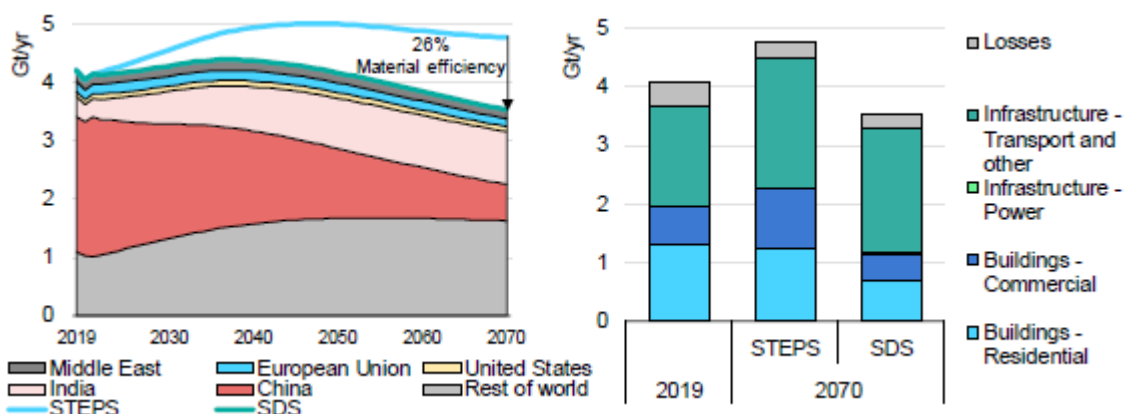 Gt/yr
5
4
3
2
1
0
26%
Material efficiency
2019 2030 2040 2050 2060 2070
Middle East European Union United States
India China Rest of world
STEPS SDS
Gt/yr
5
4
3
2
1
0
STEPS SDS
2019 2070
Losses
Infrastructure -
Transport and
other
Infrastructure -
Power
Buildings -
Commercial
Buildings -
Residential